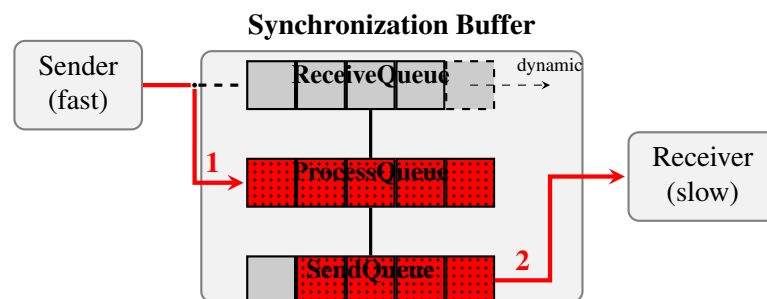 Synchronization Buffer
Sender
(fast)
ReceiveQueue
dynamic
1
ProcessQueue
Receiver
(slow)
2
SendQueue